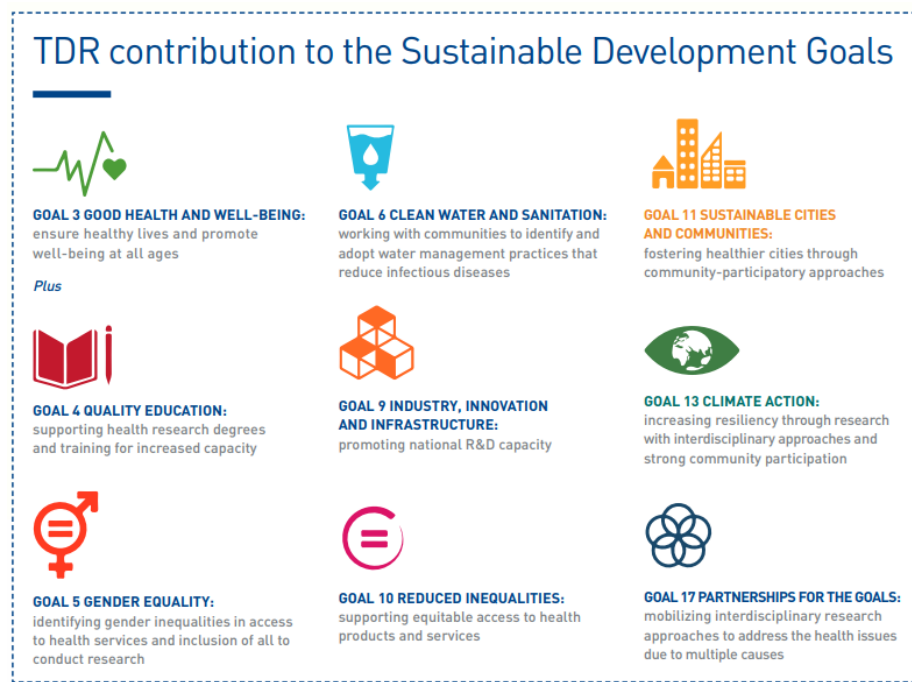 TDR contribution to the Sustainable Development Goals
GOAL 3 GOOD HEALTH AND WELL-BEING:
ensure healthy lives and promote
well-being at all ages
Plus
GOAL 4 QUALITY EDUCATION:
supporting health research degrees
and training for increased capacity
GOAL 5 GENDER EQUALITY:
identifying gender inequalities in access
to health services and inclusion of all to
conduct research
GOAL 6 CLEAN WATER AND SANITATION:
working with communities to identify and
adopt water management practices that
reduce infectious diseases
GOAL 9 INDUSTRY, INNOVATION
AND INFRASTRUCTURE:
promoting national R&D capacity
GOAL 10 REDUCED INEQUALITIES:
supporting equitable access to health
products and services
GOAL 11 SUSTAINABLE CITIES
AND COMMUNITIES:
fostering healthier cities through
community-participatory approaches
GOAL 13 CLIMATE ACTION:
increasing resiliency through research
with interdisciplinary approaches and
strong community participation
GOAL 17 PARTNERSHIPS FOR THE GOALS:
mobilizing interdisciplinary research
approaches to address the health issues
due to multiple causes